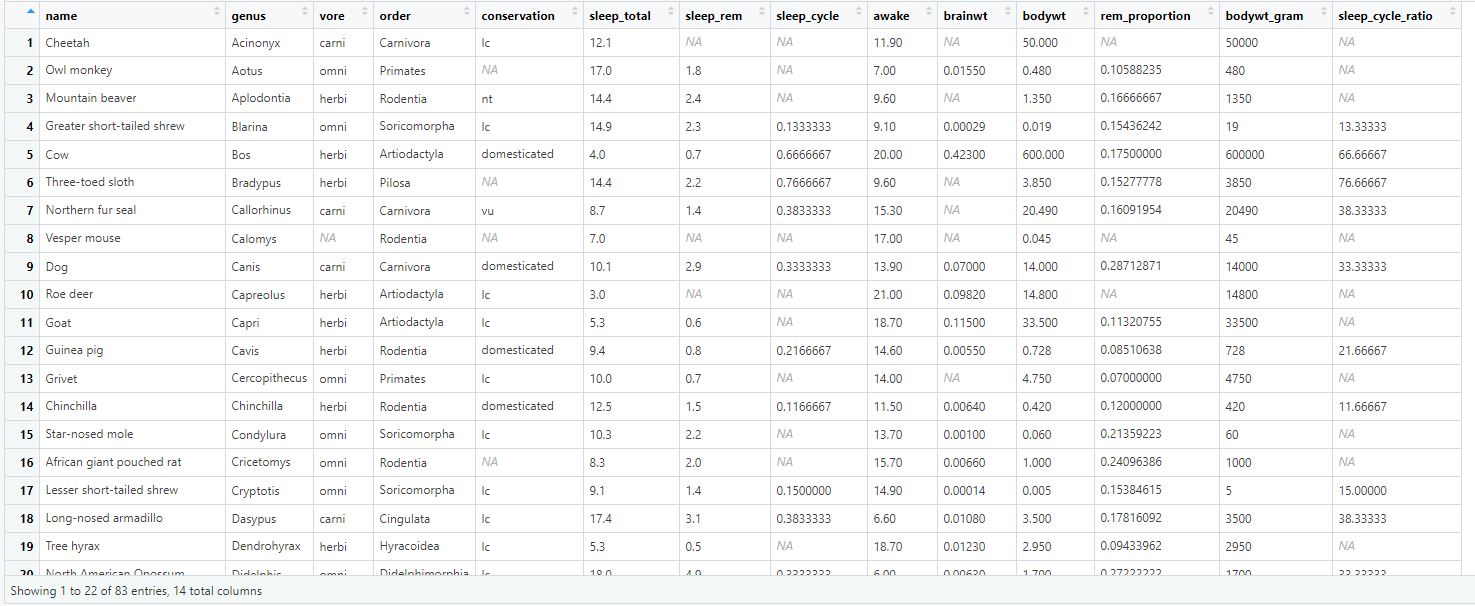 name genus vore order conservation sleep_total sleep_rem sleep_cycle awake brainwt bodywt rem_proportion bodywt_gram sleep_cycle_ratio
1 Cheetah Acinonyx carni Carnivora lc 12.1 NA NA 11.90 NA 50.000 NA 50000 NA
2 Owl monkey Aotus omni Primates NA 17.0 1.8 NA 7.00 0.01550 0.480 0.10588235 480 NA
3 Mountain beaver Aplodontia herbi Rodentia nt 14.4 2.4 NA 9.60 NA 1.350 0.16666667 1350 NA
4 Greater short-tailed shrew Blarina omni Soricomorpha lc 14.9 2.3 0.1333333 9.10 0.00029 0.019 0.15436242 19 13.33333
5 Cow Bos herbi Artiodactyla domesticated 4.0 0.7 0.6666667 20.00 0.42300 600.000 0.17500000 600000 66.66667
6 Three-toed sloth Bradypus herbi Pilosa NA 14.4 2.2 0.7666667 9.60 NA 3.850 0.15277778 3850 76.66667
7 Northern fur seal Callorhinus carni Carnivora vu 8.7 1.4 0.3833333 15.30 NA 20.490 0.16091954 20490 38.33333
8 Vesper mouse Calomys NA Rodentia NA 7.0 NA NA 17.00 NA 0.045 NA 45 NA
9 Dog Canis carni Carnivora domesticated 10.1 2.9 0.3333333 13.90 0.07000 14.000 0.28712871 14000 33.33333
10 Roe deer Capreolus herbi Artiodactyla lc 3.0 NA NA 21.00 0.09820 14.800 NA 14800 NA
11 Goat Capri herbi Artiodactyla lc 5.3 0.6 NA 18.70 0.11500 33.500 0.11320755 33500 NA
12 Guinea pig Cavis herbi Rodentia domesticated 9.4 0.8 0.2166667 14.60 0.00550 0.728 0.08510638 728 21.66667
13 Grivet Cercopithecus omni Primates lc 10.0 0.7 NA 14.00 NA 4.750 0.07000000 4750 NA
14 Chinchilla Chinchilla herbi Rodentia domesticated 12.5 1.5 0.1166667 11.50 0.00640 0.420 0.12000000 420 11.66667
15 Star-nosed mole Condylura omni Soricomorpha lc 10.3 2.2 NA 13.70 0.00100 0.060 0.21359223 60 NA
16 African giant pouched rat Cricetomys omni Rodentia NA 8.3 2.0 NA 15.70 0.00660 1.000 0.24096386 1000 NA
17 Lesser short-tailed shrew Cryptotis omni Soricomorpha lc 9.1 1.4 0.1500000 14.90 0.00014 0.005 0.15384615 5 15.00000
18 Long-nosed armadillo Dasypus carni Cingulata lc 17.4 3.1 0.3833333 6.60 0.01080 3.500 0.17816092 3500 38.33333
19 Tree hyrax Dendrohyrax herbi Hyracoidea lc 5.3 0.5 NA 18.70 0.01230 2.950 0.09433962 2950 NA
20 North American Opossum Didelphis omni Didelphimorphia lc 18.0 4.9 0.3333333 6.00 0.00630 1.700 0.27222222 1700 33.33333
Showing 1 to 22 of 83 entries, 14 total columns